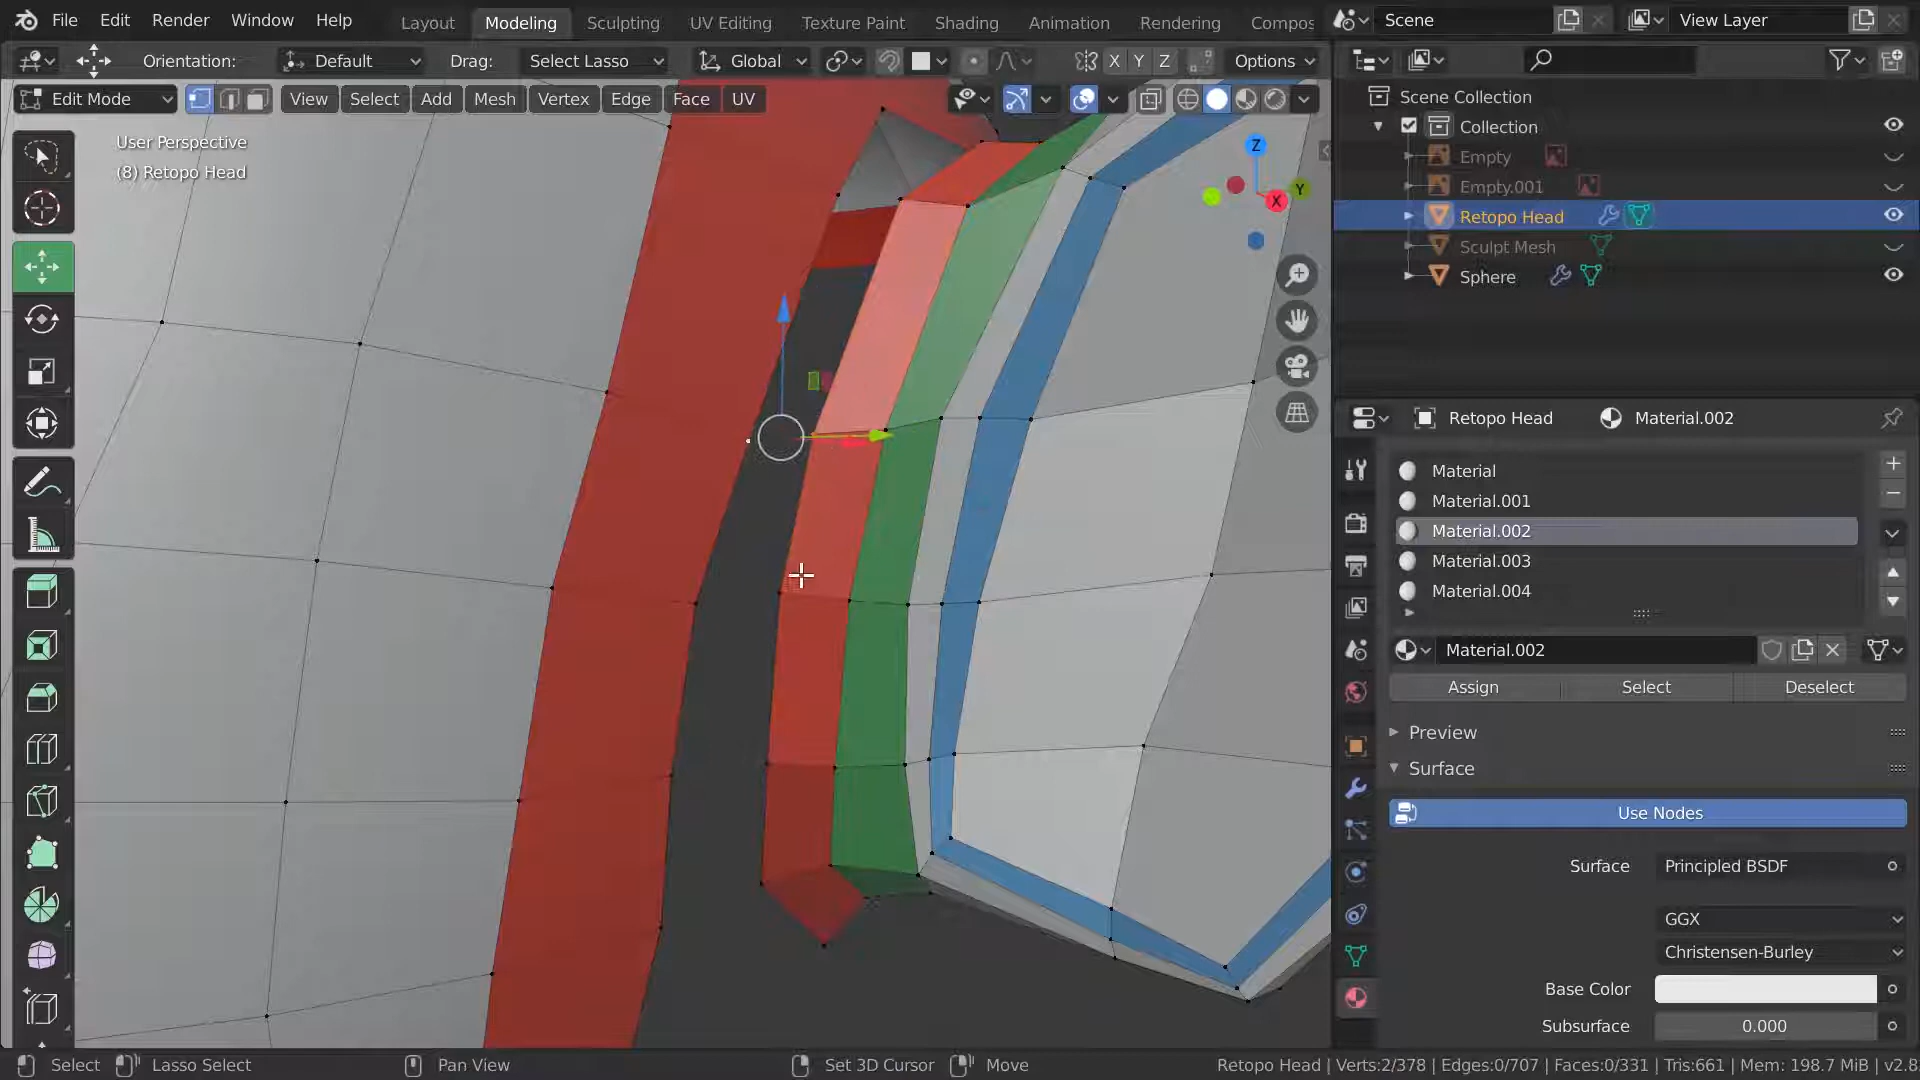 File Edit Render Window Help Layout Modeling Sculpting UV Editing Texture Paint Shading Animation Rendering Compos Scene View Layer
Orientation: Default Drag: Select Lasso Global X Y Z Options
Edit Mode View Select Add Mesh Vertex Edge Face UV
User Perspective
(8) Retopo Head
Z
Y
X
Scene Collection
Collection
Empty
Empty.001
Retopo Head
Sculpt Mesh
Sphere
Retopo Head Material.002
Material
Material.001
Material.002
Material.003
Material.004
Material.002
Assign Select Deselect
Preview
Surface
Use Nodes
Surface Principled BSDF
GGX
Christensen-Burley
Base Color
Subsurface 0.000
Select Lasso Select Pan View Set 3D Cursor Move Retopo Head | Verts:2/378 | Edges:0/707 | Faces:0/331 | Tris:661 | Mem: 198.7 MiB | v2.8